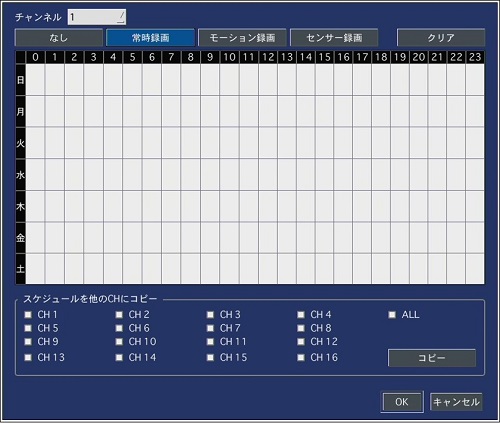 チャンネル 1
なし 常時録画 モーション録画 センサー録画 クリア
0 1 2 3 4 5 6 7 8 9 10 11 12 13 14 15 16 17 18 19 20 21 22 23
日
月
火
水
木
金
土
スケジュールを他のCHにコピー
CH 1 CH 2 CH 3 CH 4 ALL
CH 5 CH 6 CH 7 CH 8
CH 9 CH 10 CH 11 CH 12
CH 13 CH 14 CH 15 CH 16 コピー
OK キャンセル